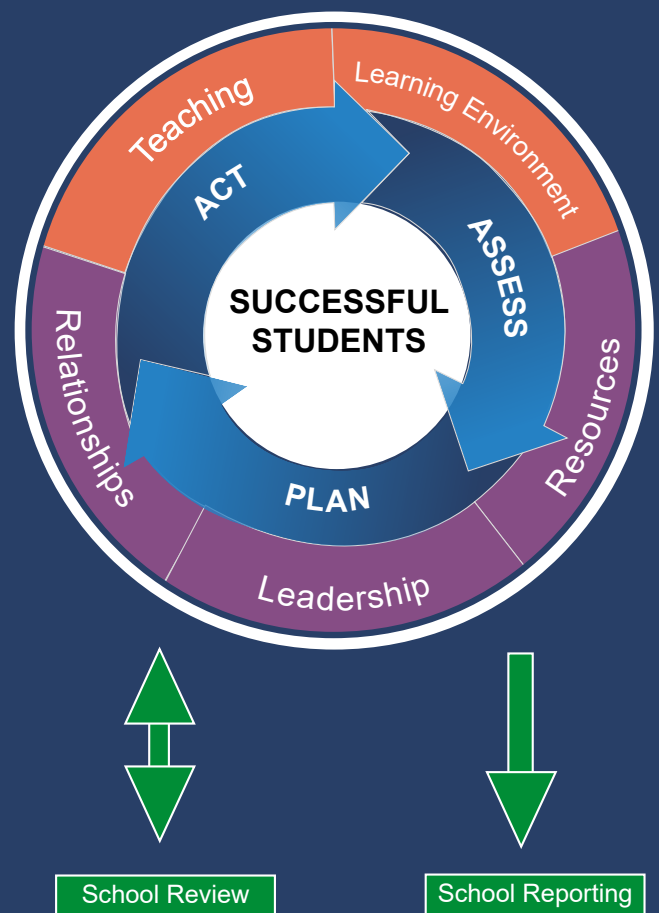 Teaching
Learning Environment
ACT
ASSESS
SUCCESSFUL
STUDENTS
Relationships
Resources
PLAN
Leadership
School Review
School Reporting